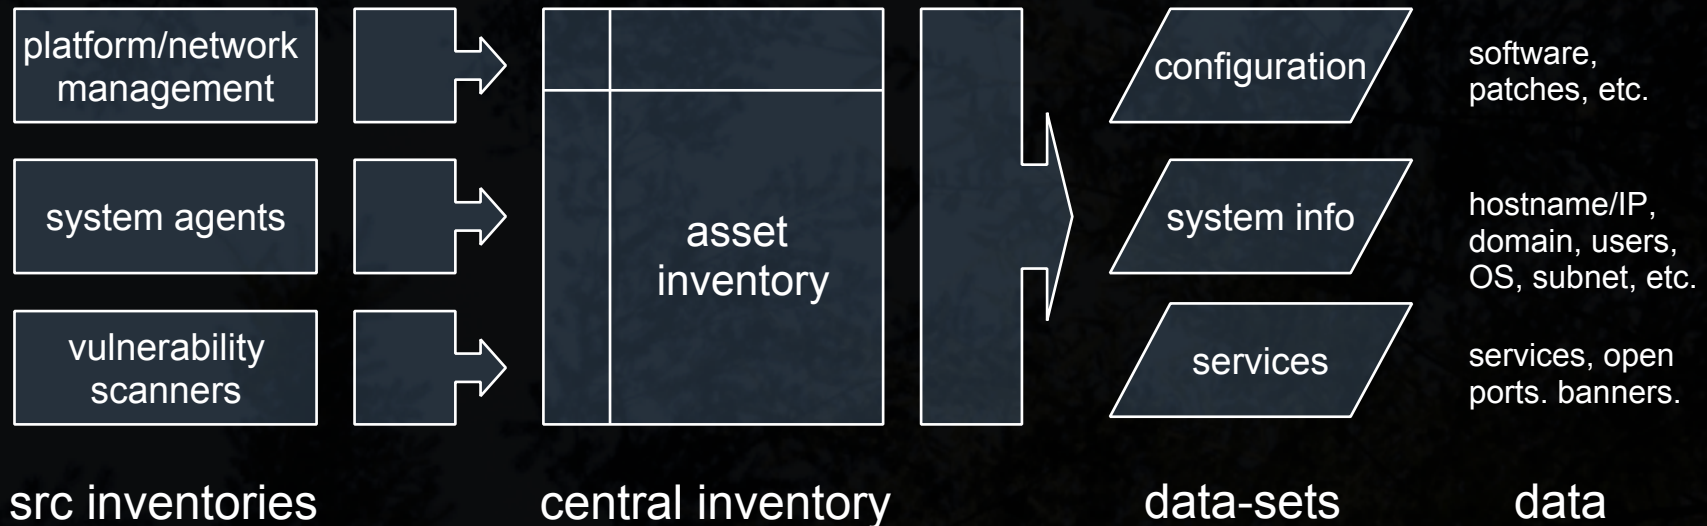 platform/network
management
system agents
vulnerability
scanners
asset
inventory
configuration
system info
services
software,
patches, etc.
hostname/IP,
domain, users,
OS, subnet, etc.
services, open
ports. banners.
src inventories
central inventory
data-sets
data